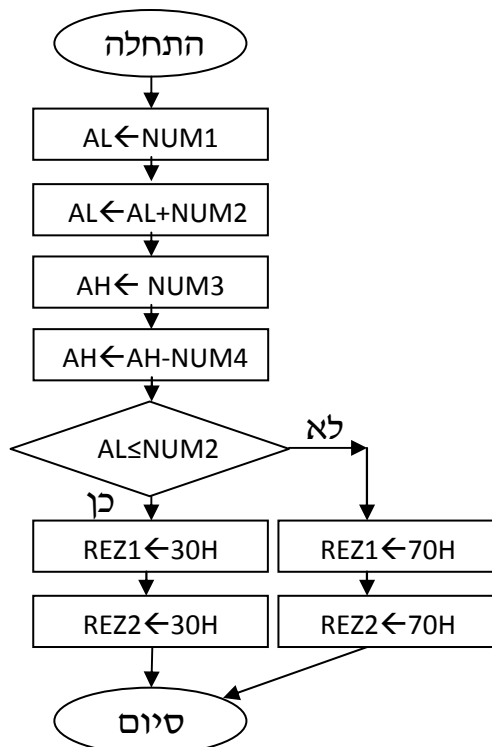 התחלה
AL←NUM1
AL←AL+NUM2
AH← NUM3
AH←AH-NUM4
AL≤NUM2
לא
כן
REZ1←30H
REZ1←70H
REZ2←30H
REZ2←70H
סיום